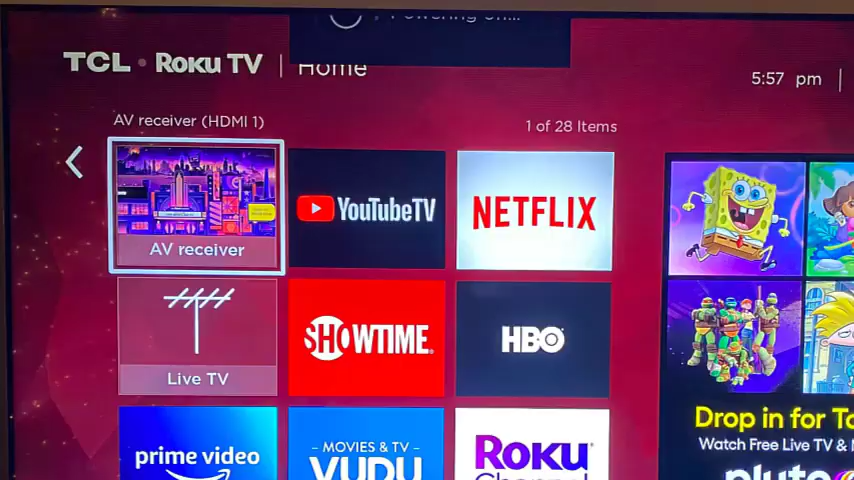 Powering on...
TCL • Roku TV | Home
5:57 pm |
AV receiver (HDMI 1)
1 of 28 Items
YouTubeTV
NETFLIX
AV receiver
SHOWTIME
HBO
Live TV
prime video
– MOVIES & TV –
VUDU
Roku
Channel
Drop in for
Watch Free Live TV &
pluto